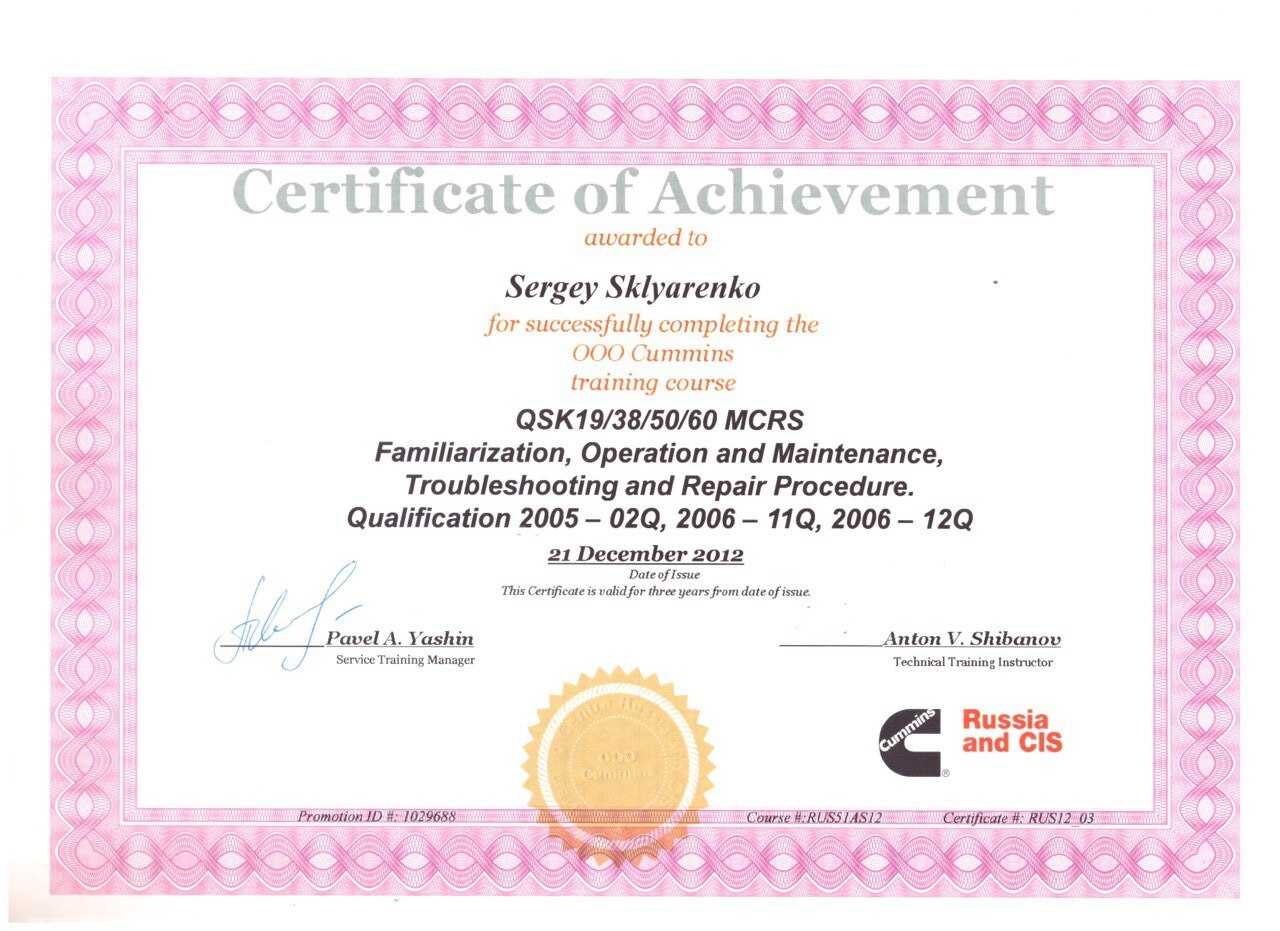 Certificate of Achievement
awarded to
Sergey Sklyarenko
for successfully completing the
OOO Cummins
training course
QSK19/38/50/60 MCRS
Familiarization, Operation and Maintenance,
Troubleshooting and Repair Procedure.
Qualification 2005 – 02Q, 2006 – 11Q, 2006 – 12Q
21 December 2012
Date of Issue
This Certificate is valid for three years from date of issue.
Pavel A. Yashin
Service Training Manager
Anton V. Shibanov
Technical Training Instructor
OOO
Cummins
Cummins
®
Russia
and CIS
Promotion ID #: 1029688
Course #:RUS51AS12
Certificate #: RUS12_03